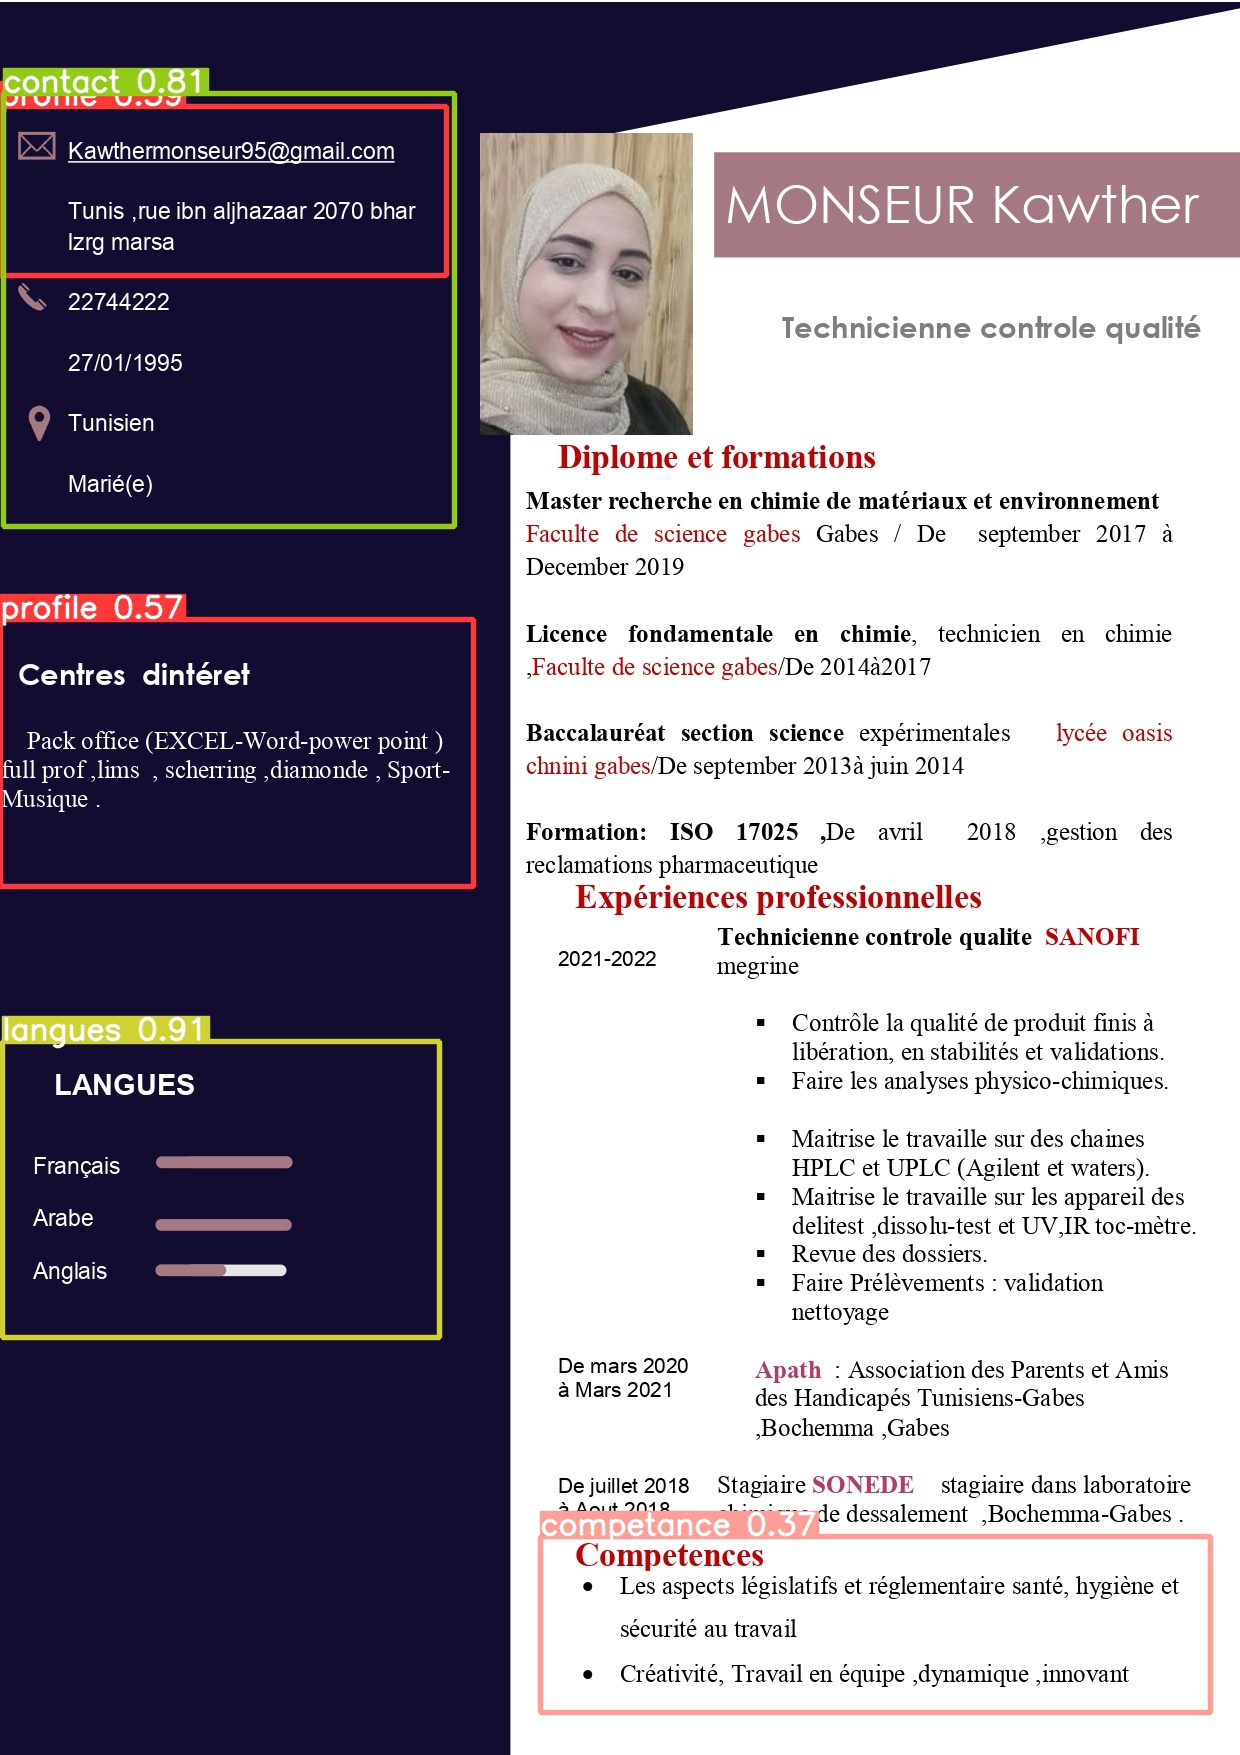 contact 0.81
profile 0.59
Kawthermonseur95@gmail.com
Tunis ,rue ibn aljhazaar 2070 bhar
lzrg marsa
22744222
27/01/1995
Tunisien
Marié(e)
profile 0.57
Centres dintéret
Pack office (EXCEL-Word-power point )
full prof ,lims , scherring ,diamonde , Sport-
Musique .
langues 0.91
LANGUES
Français
Arabe
Anglais
MONSEUR Kawther
Technicienne controle qualité
Diplome et formations
Master recherche en chimie de matériaux et environnement
Faculte de science gabes Gabes / De septembre 2017 à
December 2019
Licence fondamentale en chimie, technicien en chimie
,Faculte de science gabes/De 2014à2017
Baccalauréat section science expérimentales lycée oasis
chnini gabes/De septembre 2013à juin 2014
Formation: ISO 17025 ,De avril 2018 ,gestion des
reclamations pharmaceutique
Expériences professionnelles
2021-2022
Technicienne controle qualite SANOFI
megrine
▪ Contrôle la qualité de produit finis à
libération, en stabilités et validations.
▪ Faire les analyses physico-chimiques.
▪ Maitrise le travaille sur des chaines
HPLC et UPLC (Agilent et waters).
▪ Maitrise le travaille sur les appareil des
delitest ,dissolu-test et UV,IR toc-mètre.
▪ Revue des dossiers.
▪ Faire Prélèvements : validation
nettoyage
De mars 2020
à Mars 2021
Apath : Association des Parents et Amis
des Handicapés Tunisiens-Gabes
,Bochemma ,Gabes
De juillet 2018
à Aout 2018
Stagiaire SONEDE stagiaire dans laboratoire
chimique de dessalement ,Bochemma-Gabes .
competance 0.37
Competences
• Les aspects législatifs et réglementaire santé, hygiène et
sécurité au travail
• Créativité, Travail en équipe ,dynamique ,innovant